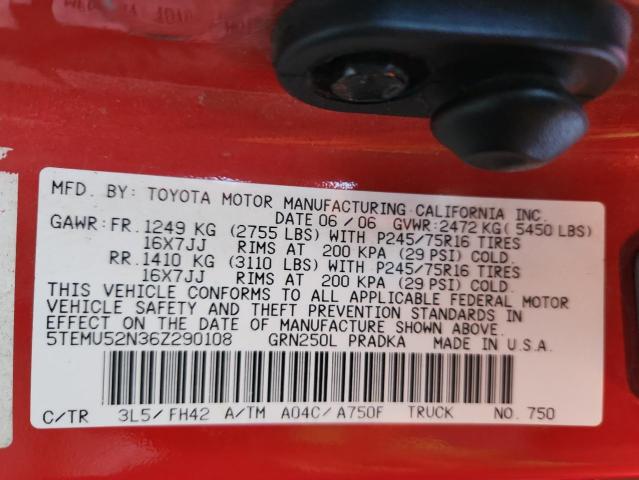 MFD. BY: TOYOTA MOTOR MANUFACTURING CALIFORNIA INC.
DATE 06/06 GVWR: 2472 KG( 5450 LBS)
GAWR: FR. 1249 KG (2755 LBS) WITH P245/75R16 TIRES
16X7JJ RIMS AT 200 KPA (29 PSI) COLD.
RR. 1410 KG (3110 LBS) WITH P245/75R16 TIRES
16X7JJ RIMS AT 200 KPA (29 PSI) COLD.
THIS VEHICLE CONFORMS TO ALL APPLICABLE FEDERAL MOTOR
VEHICLE SAFETY AND THEFT PREVENTION STANDARDS IN
EFFECT ON THE DATE OF MANUFACTURE SHOWN ABOVE.
5TEMU52N36Z290108 GRN250L PRADKA MADE IN U.S.A.
C/TR 3L5/FH42 A/TM A04C/A750F TRUCK NO. 750